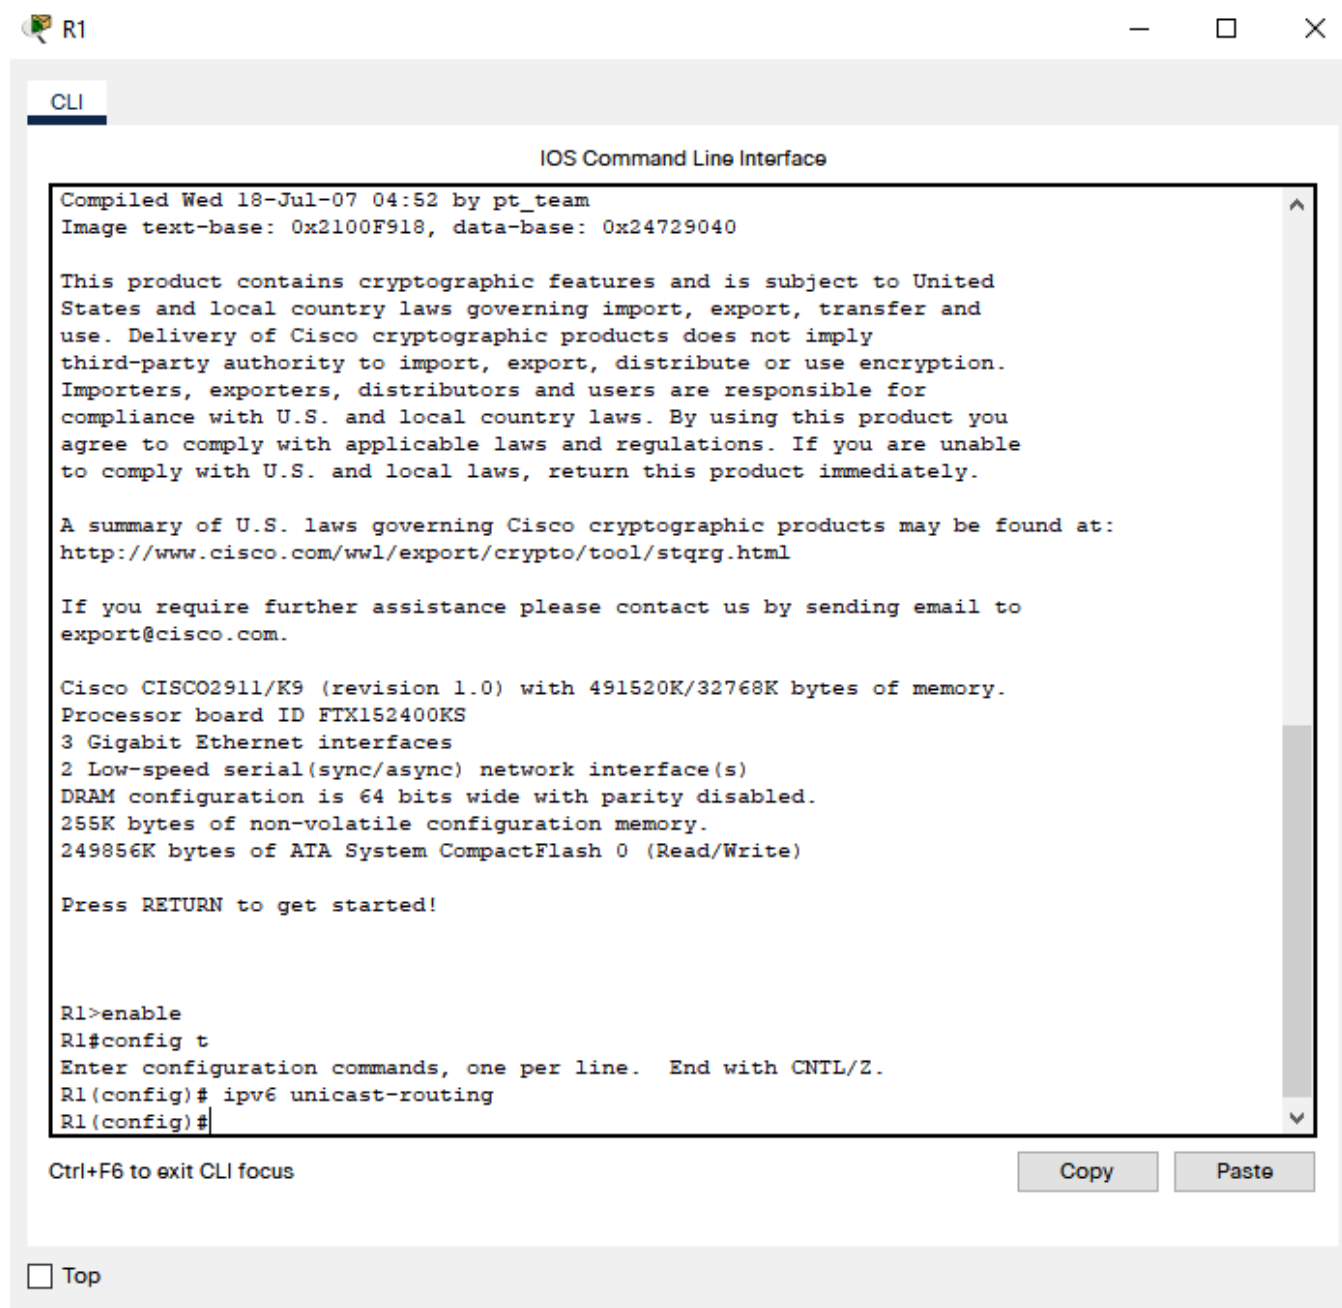 R1
CLI
IOS Command Line Interface
Compiled Wed 18-Jul-07 04:52 by pt_team
Image text-base: 0x2100F918, data-base: 0x24729040
This product contains cryptographic features and is subject to United
States and local country laws governing import, export, transfer and
use. Delivery of Cisco cryptographic products does not imply
third-party authority to import, export, distribute or use encryption.
Importers, exporters, distributors and users are responsible for
compliance with U.S. and local country laws. By using this product you
agree to comply with applicable laws and regulations. If you are unable
to comply with U.S. and local laws, return this product immediately.
A summary of U.S. laws governing Cisco cryptographic products may be found at:
http://www.cisco.com/wwl/export/crypto/tool/stqrg.html
If you require further assistance please contact us by sending email to
export@cisco.com.
Cisco CISCO2911/K9 (revision 1.0) with 491520K/32768K bytes of memory.
Processor board ID FTX152400KS
3 Gigabit Ethernet interfaces
2 Low-speed serial(sync/async) network interface(s)
DRAM configuration is 64 bits wide with parity disabled.
255K bytes of non-volatile configuration memory.
249856K bytes of ATA System CompactFlash 0 (Read/Write)
Press RETURN to get started!
R1>enable
R1#config t
Enter configuration commands, one per line.  End with CNTL/Z.
R1(config)# ipv6 unicast-routing
R1(config)#
Ctrl+F6 to exit CLI focus
Copy
Paste
Top